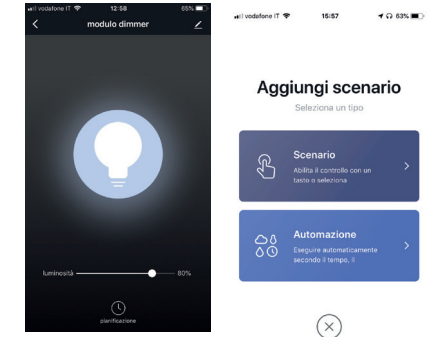 vodafone IT 12:58 65%
modulo dimmer
luminosità 80%
pianificazione
vodafone IT 15:57 63%
Aggiungi scenario
Seleziona un tipo
Scenario
Abilita il controllo con un
tasto o seleziona
Automazione
Eseguire automaticamente
secondo il tempo, il